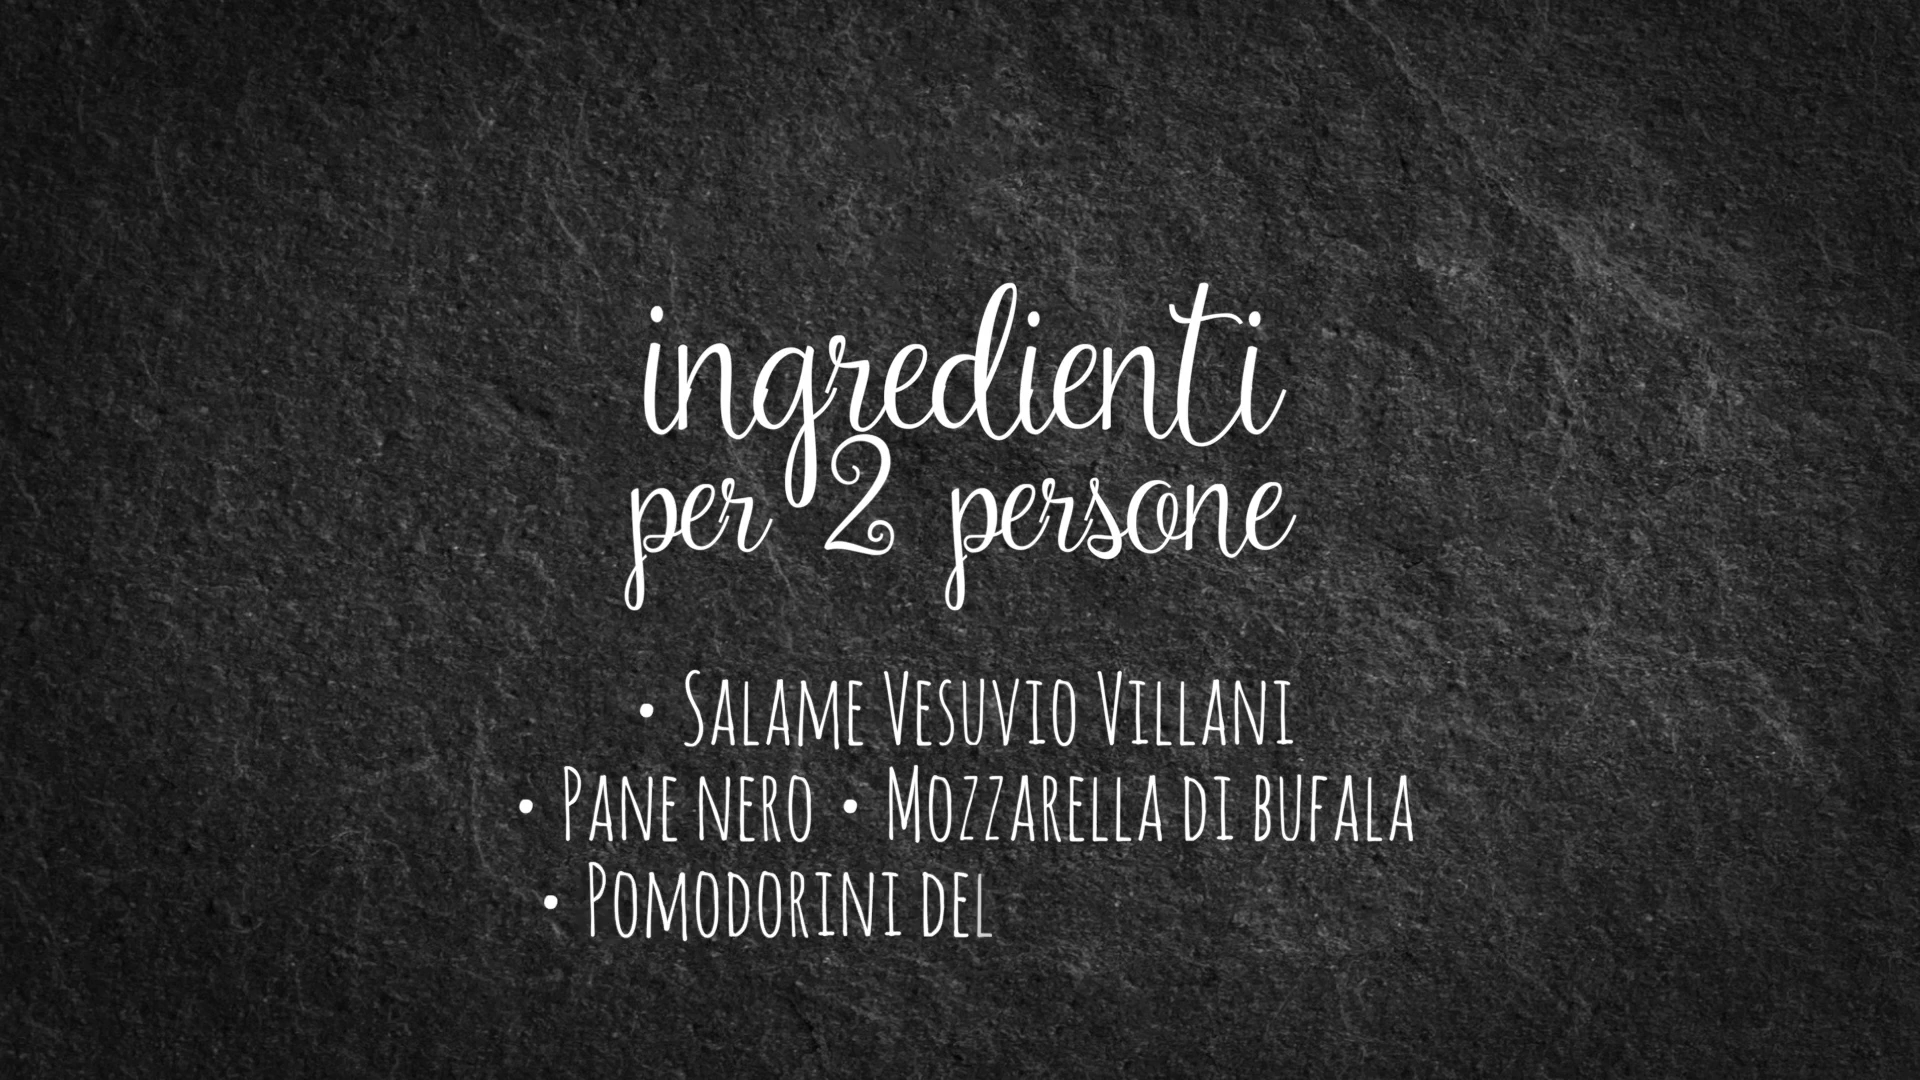 ingredienti
per 2 persone
• Salame Vesuvio Villani
• Pane nero • Mozzarella di bufala
• Pomodorini del